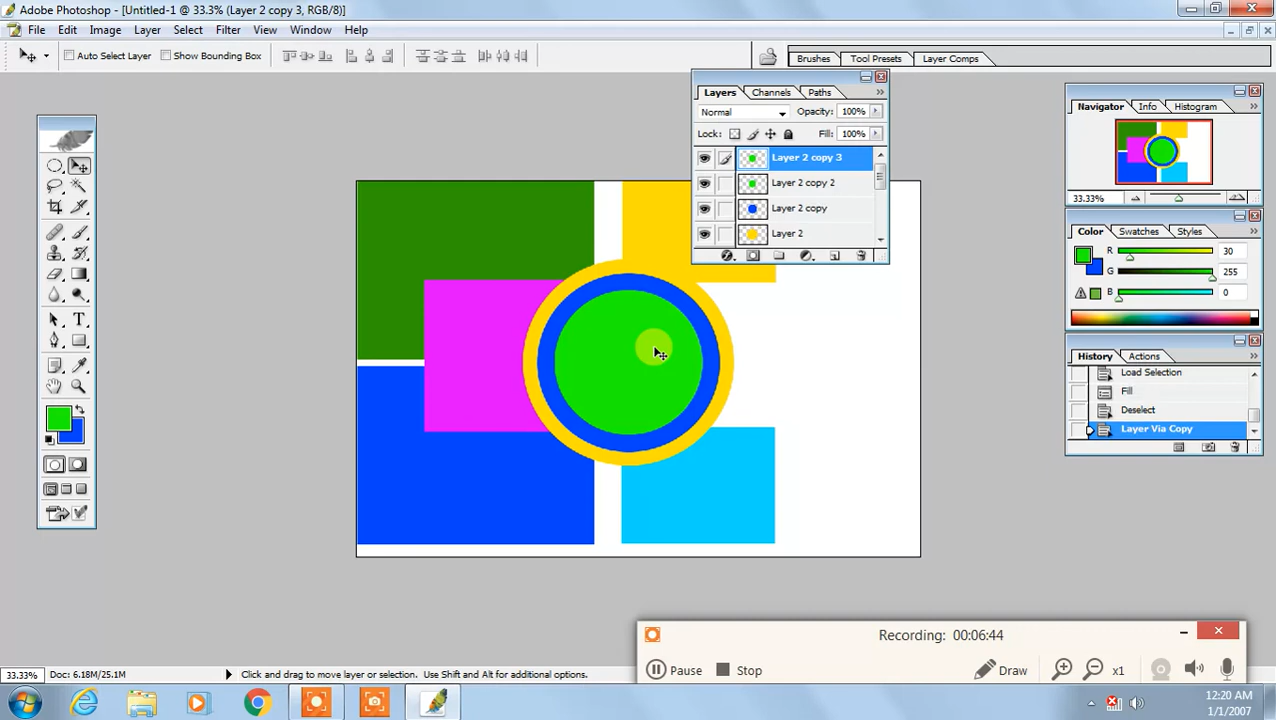 Adobe Photoshop - [Untitled-1 @ 33.3% (Layer 2 copy 3, RGB/8)]
File Edit Image Layer Select Filter View Window Help
Auto Select Layer Show Bounding Box
Brushes Tool Presets Layer Comps
Layers Channels Paths
Normal Opacity: 100%
Lock: Fill: 100%
Layer 2 copy 3
Layer 2 copy 2
Layer 2 copy
Layer 2
Navigator Info Histogram
33.33%
Color Swatches Styles
R 30
G 255
B 0
History Actions
Load Selection
Fill
Deselect
Layer Via Copy
T
Recording: 00:06:44
Pause Stop Draw x1
33.33% Doc: 6.18M/25.1M Click and drag to move layer or selection. Use Shift and Alt for additional options.
12:20 AM
1/1/2007